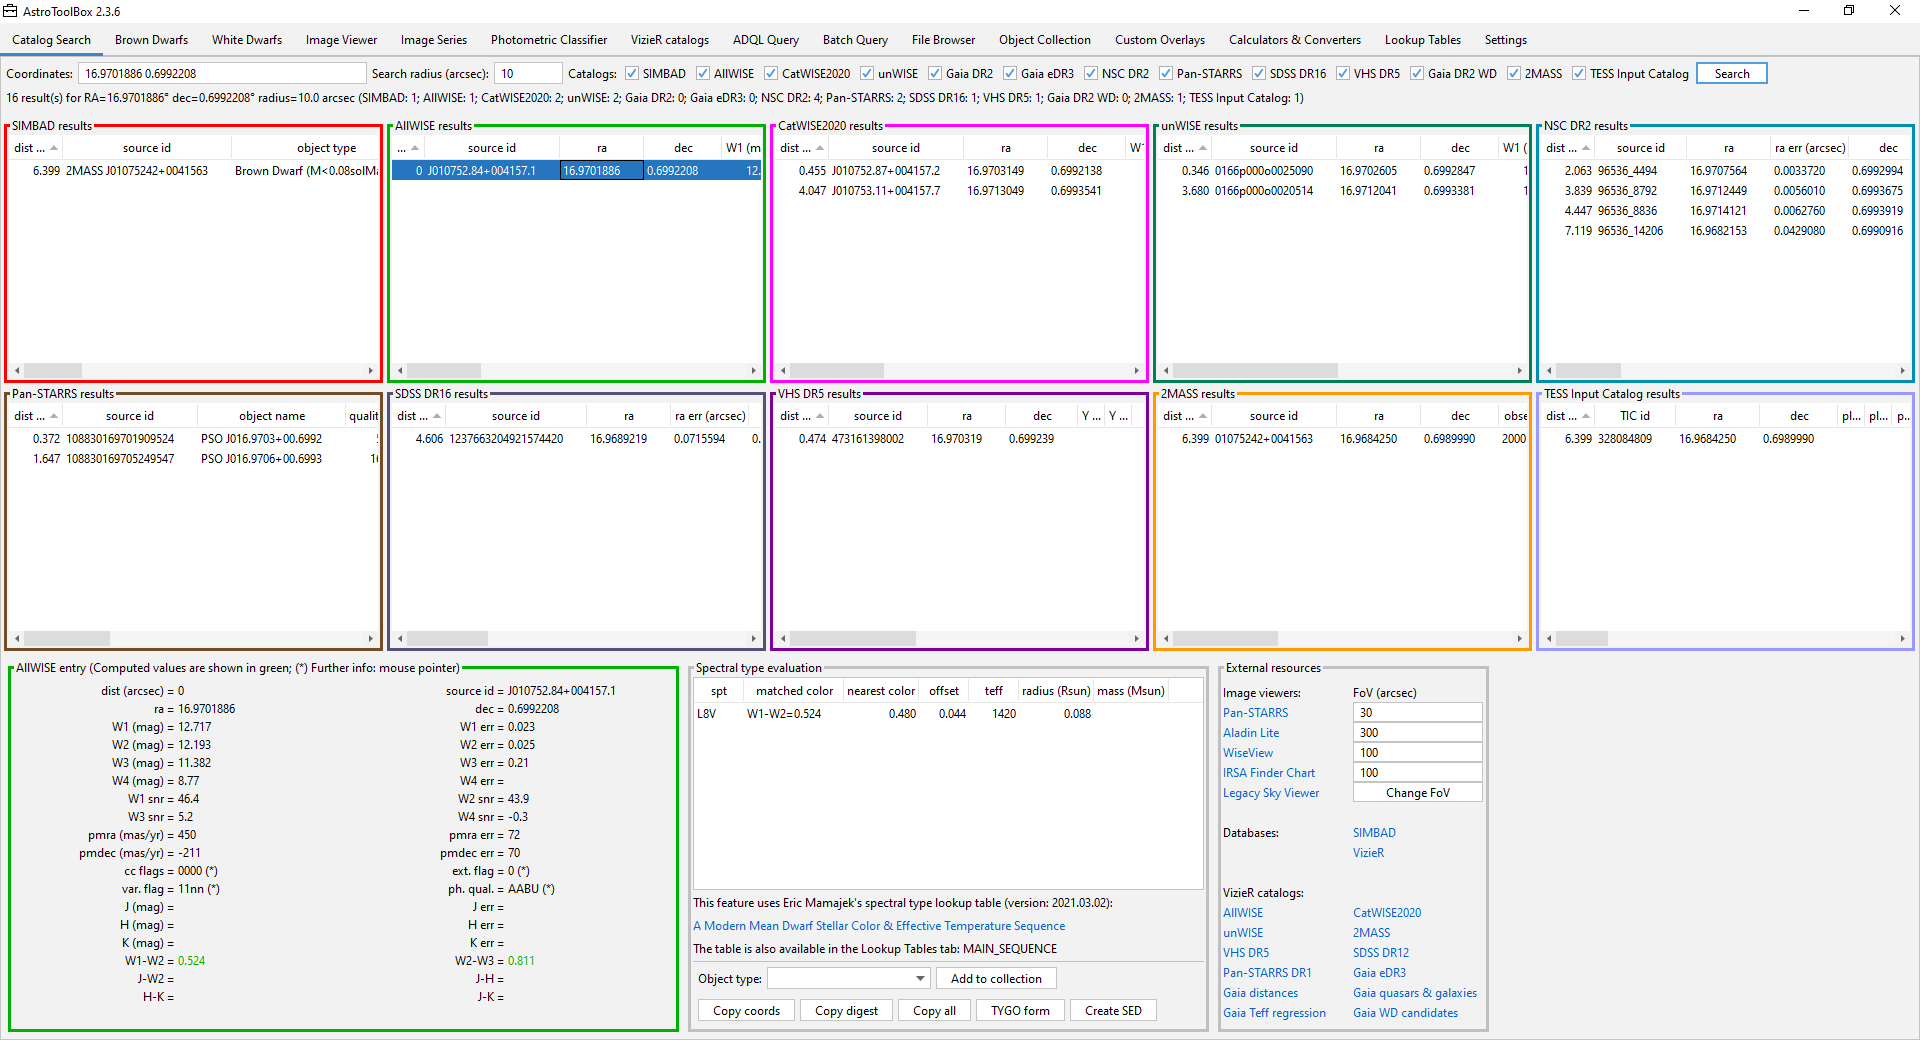 AstroToolBox 2.3.6
Catalog Search Brown Dwarfs White Dwarfs Image Viewer Image Series Photometric Classifier VizieR catalogs ADQL Query Batch Query File Browser Object Collection Custom Overlays Calculators & Converters Lookup Tables Settings
Coordinates: 16.9701886 0.6992208 Search radius (arcsec): 10 Catalogs: SIMBAD AllWISE CatWISE2020 unWISE Gaia DR2 Gaia eDR3 NSC DR2 Pan-STARRS SDSS DR16 VHS DR5 Gaia DR2 WD 2MASS TESS Input Catalog Search
16 result(s) for RA=16.9701886° dec=0.6992208° radius=10.0 arcsec (SIMBAD: 1; AllWISE: 1; CatWISE2020: 2; unWISE: 2; Gaia DR2: 0; Gaia eDR3: 0; NSC DR2: 4; Pan-STARRS: 2; SDSS DR16: 1; VHS DR5: 1; Gaia DR2 WD: 0; 2MASS: 1; TESS Input Catalog: 1)
SIMBAD results
dist ... source id object type
6.399 2MASS J01075242+0041563 Brown Dwarf (M<0.08solMa
AllWISE results
... source id ra dec W1 (m
0 J010752.84+004157.1 16.9701886 0.6992208 12.
CatWISE2020 results
dist ... source id ra dec W1
0.455 J010752.87+004157.2 16.9703149 0.6992138
4.047 J010753.11+004157.7 16.9713049 0.6993541
unWISE results
dist ... source id ra dec W1 (
0.346 0166p000o0025090 16.9702605 0.6992847 1
3.680 0166p000o0020514 16.9712041 0.6993381 1
NSC DR2 results
dist ... source id ra ra err (arcsec) dec
2.063 96536_4494 16.9707564 0.0033720 0.6992994
3.839 96536_8792 16.9712449 0.0056010 0.6993675
4.447 96536_8836 16.9714121 0.0062760 0.6993919
7.119 96536_14206 16.9682153 0.0429080 0.6990916
Pan-STARRS results
dist ... source id object name qualit
0.372 108830169701909524 PSO J016.9703+00.6992
1.647 108830169705249547 PSO J016.9706+00.6993
SDSS DR16 results
dist ... source id ra ra err (arcsec)
4.606 1237663204921574420 16.9689219 0.0715594 0.
VHS DR5 results
dist ... source id ra dec Y ... Y ...
0.474 473161398002 16.970319 0.699239
2MASS results
dist ... source id ra dec obse
6.399 01075242+0041563 16.9684250 0.6989990 2000
TESS Input Catalog results
dist ... TIC id ra dec pl... pl... p..
6.399 328084809 16.9684250 0.6989990
AllWISE entry (Computed values are shown in green; (*) Further info: mouse pointer)
dist (arcsec) = 0 source id = J010752.84+004157.1
ra = 16.9701886 dec = 0.6992208
W1 (mag) = 12.717 W1 err = 0.023
W2 (mag) = 12.193 W2 err = 0.025
W3 (mag) = 11.382 W3 err = 0.21
W4 (mag) = 8.77 W4 err =
W1 snr = 46.4 W2 snr = 43.9
W3 snr = 5.2 W4 snr = -0.3
pmra (mas/yr) = 450 pmra err = 72
pmdec (mas/yr) = -211 pmdec err = 70
cc flags = 0000 (*) ext. flag = 0 (*)
var. flag = 11nn (*) ph. qual. = AABU (*)
J (mag) = J err =
H (mag) = H err =
K (mag) = K err =
W1-W2 = 0.524 W2-W3 = 0.811
J-W2 = J-H =
H-K = J-K =
Spectral type evaluation
spt matched color nearest color offset teff radius (Rsun) mass (Msun)
L8V W1-W2=0.524 0.480 0.044 1420 0.088
This feature uses Eric Mamajek's spectral type lookup table (version: 2021.03.02):
A Modern Mean Dwarf Stellar Color & Effective Temperature Sequence
The table is also available in the Lookup Tables tab: MAIN_SEQUENCE
Object type: Add to collection
Copy coords Copy digest Copy all TYGO form Create SED
External resources
Image viewers: FoV (arcsec)
Pan-STARRS 30
Aladin Lite 300
WiseView 100
IRSA Finder Chart 100
Legacy Sky Viewer Change FoV
Databases: SIMBAD
VizieR
VizieR catalogs:
AllWISE CatWISE2020
unWISE 2MASS
VHS DR5 SDSS DR12
Pan-STARRS DR1 Gaia eDR3
Gaia distances Gaia quasars & galaxies
Gaia Teff regression Gaia WD candidates